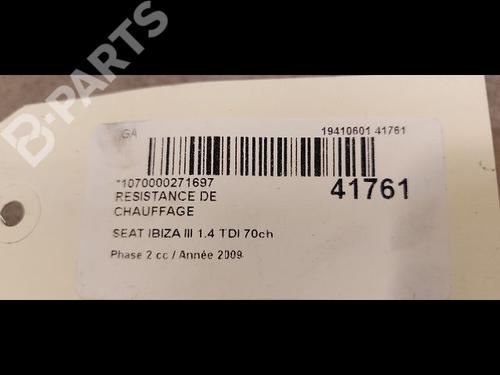 B-PARTS
GA
19410601 41761
*1070000271697
41761
RESISTANCE DE
CHAUFFAGE
SEAT IBIZA III 1.4 TDI 70ch
Phase 2 cc / Année 2009